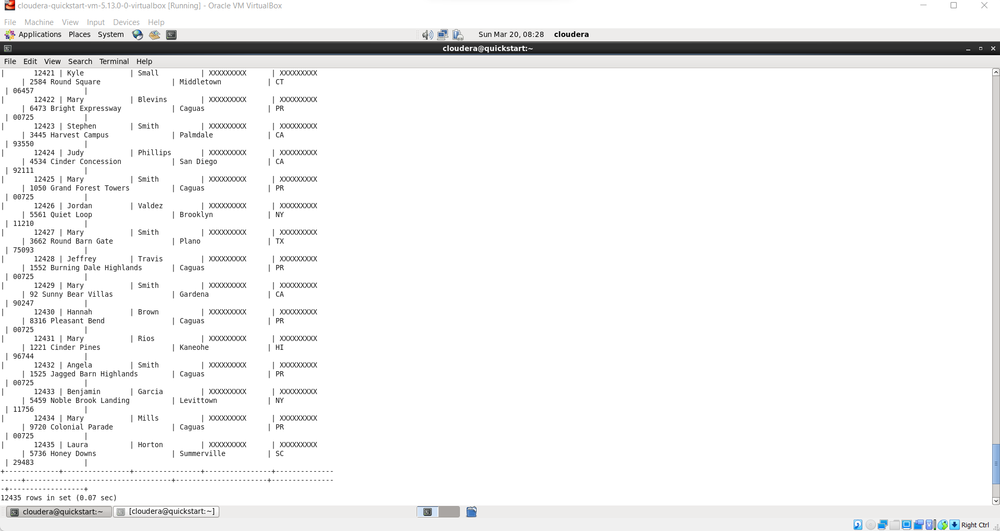 cloudera-quickstart-vm-5.13.0-0-virtualbox [Running] - Oracle VM VirtualBox
File Machine View Input Devices Help
Applications Places System Sun Mar 20, 08:28 cloudera
cloudera@quickstart:~
File Edit View Search Terminal Help
| 12421 | Kyle | Small | XXXXXXXXX | XXXXXXXXX
| 2584 Round Square | Middletown | CT
| 06457 |
| 12422 | Mary | Blevins | XXXXXXXXX | XXXXXXXXX
| 6473 Bright Expressway | Caguas | PR
| 00725 |
| 12423 | Stephen | Smith | XXXXXXXXX | XXXXXXXXX
| 3445 Harvest Campus | Palmdale | CA
| 93550 |
| 12424 | Judy | Phillips | XXXXXXXXX | XXXXXXXXX
| 4534 Cinder Concession | San Diego | CA
| 92111 |
| 12425 | Mary | Smith | XXXXXXXXX | XXXXXXXXX
| 1050 Grand Forest Towers | Caguas | PR
| 00725 |
| 12426 | Jordan | Valdez | XXXXXXXXX | XXXXXXXXX
| 5561 Quiet Loop | Brooklyn | NY
| 11210 |
| 12427 | Mary | Smith | XXXXXXXXX | XXXXXXXXX
| 3662 Round Barn Gate | Plano | TX
| 75093 |
| 12428 | Jeffrey | Travis | XXXXXXXXX | XXXXXXXXX
| 1552 Burning Dale Highlands | Caguas | PR
| 00725 |
| 12429 | Mary | Smith | XXXXXXXXX | XXXXXXXXX
| 92 Sunny Bear Villas | Gardena | CA
| 90247 |
| 12430 | Hannah | Brown | XXXXXXXXX | XXXXXXXXX
| 8316 Pleasant Bend | Caguas | PR
| 00725 |
| 12431 | Mary | Rios | XXXXXXXXX | XXXXXXXXX
| 1221 Cinder Pines | Kaneohe | HI
| 96744 |
| 12432 | Angela | Smith | XXXXXXXXX | XXXXXXXXX
| 1525 Jagged Barn Highlands | Caguas | PR
| 00725 |
| 12433 | Benjamin | Garcia | XXXXXXXXX | XXXXXXXXX
| 5459 Noble Brook Landing | Levittown | NY
| 11756 |
| 12434 | Mary | Mills | XXXXXXXXX | XXXXXXXXX
| 9720 Colonial Parade | Caguas | PR
| 00725 |
| 12435 | Laura | Horton | XXXXXXXXX | XXXXXXXXX
| 5736 Honey Downs | Summerville | SC
| 29483 |
+-------------+----------------+----------------+----------------+--------------
-----+-----------------------------------+----------------------+---------------
-+------------------+
12435 rows in set (0.07 sec)
cloudera@quickstart:~ [cloudera@quickstart:~]
Right Ctrl